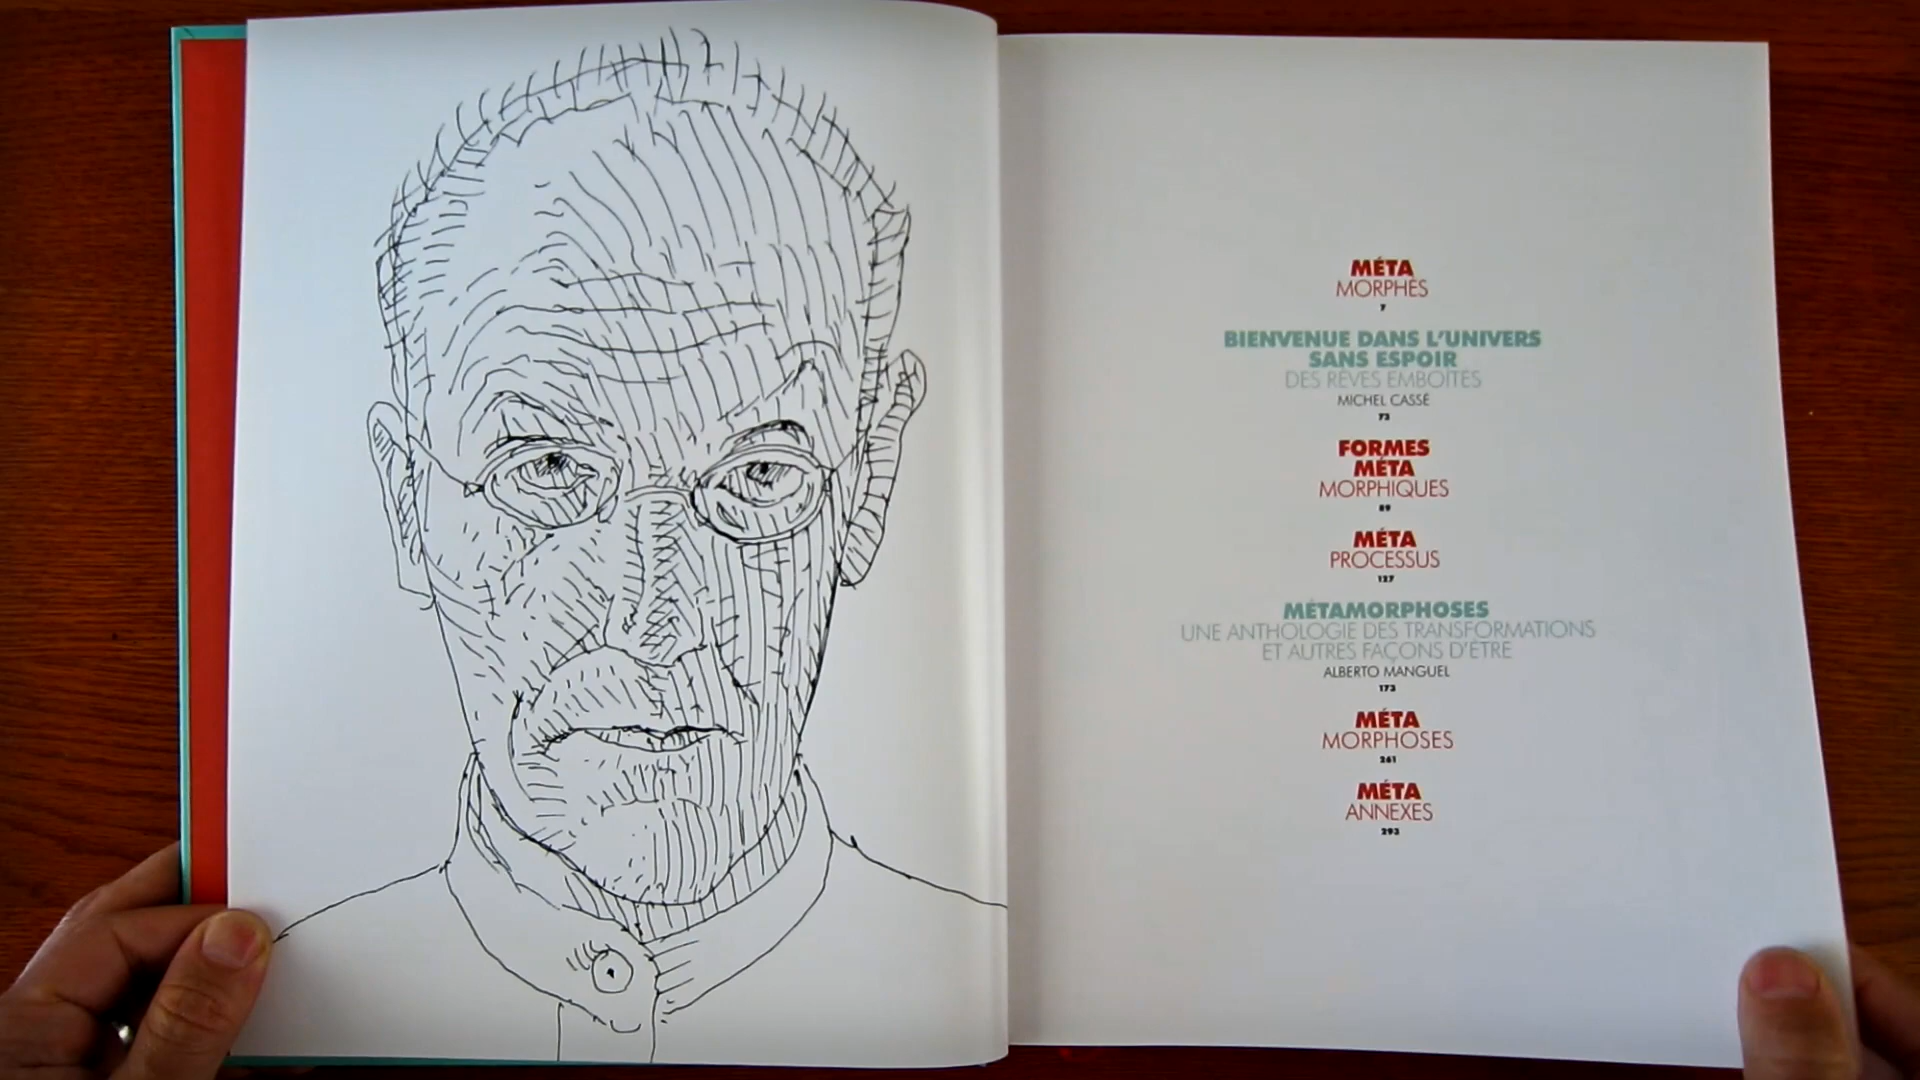 MÉTA
MORPHES
7
BIENVENUE DANS L'UNIVERS
SANS ESPOIR
DES RÊVES EMBOÎTÉS
MICHEL CASSÉ
73
FORMES
MÉTA
MORPHIQUES
89
MÉTA
PROCESSUS
127
MÉTAMORPHOSES
UNE ANTHOLOGIE DES TRANSFORMATIONS
ET AUTRES FAÇONS D'ÊTRE
ALBERTO MANGUEL
173
MÉTA
MORPHOSES
261
MÉTA
ANNEXES
293